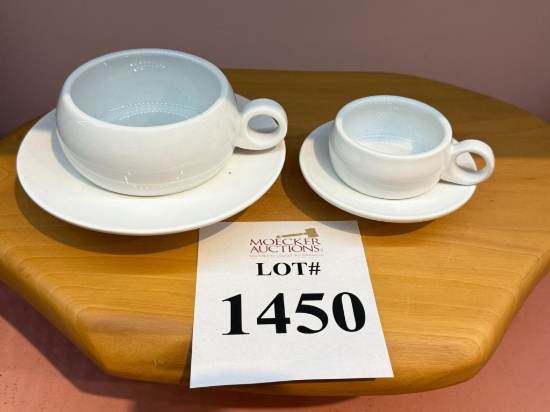 MOECKER
AUCTIONS
LOT#
1450